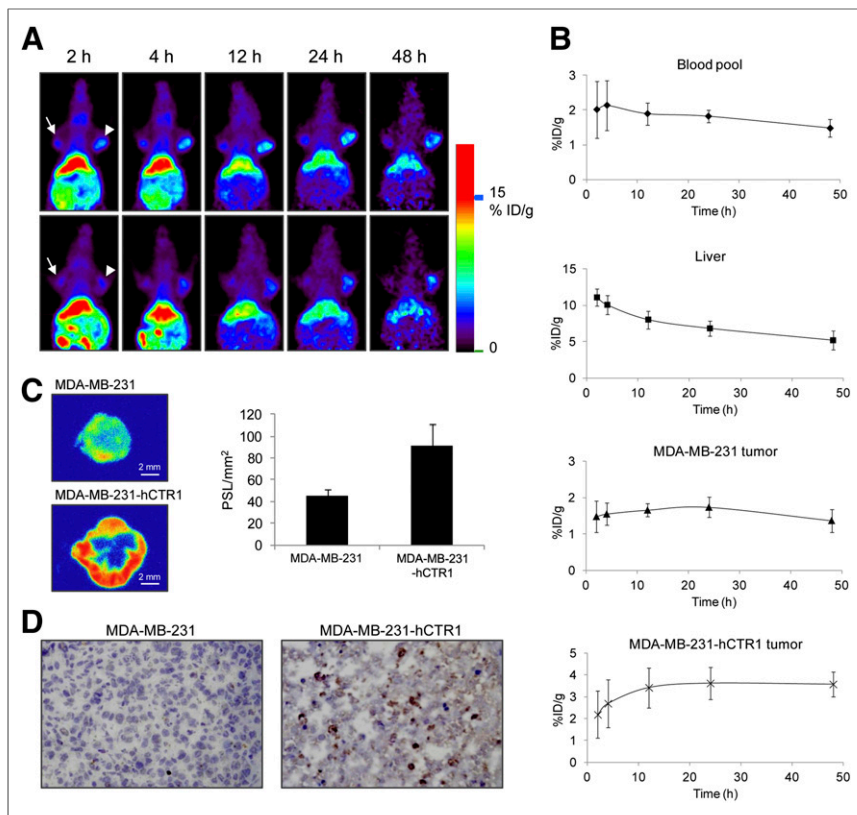 A
2 h 4 h 12 h 24 h 48 h
15
% ID/g
0
B
Blood pool
%ID/g
3
2
1
0
0 10 20 30 40 50
Time (h)
Liver
%ID/g
15
10
5
0
0 10 20 30 40 50
Time (h)
MDA-MB-231 tumor
%ID/g
3
2
1
0
0 10 20 30 40 50
Time (h)
MDA-MB-231-hCTR1 tumor
%ID/g
5
4
3
2
1
0
0 10 20 30 40 50
Time (h)
C
MDA-MB-231
2 mm
MDA-MB-231-hCTR1
2 mm
PSL/mm²
120
100
80
60
40
20
0
MDA-MB-231
MDA-MB-231
-hCTR1
D
MDA-MB-231
MDA-MB-231-hCTR1